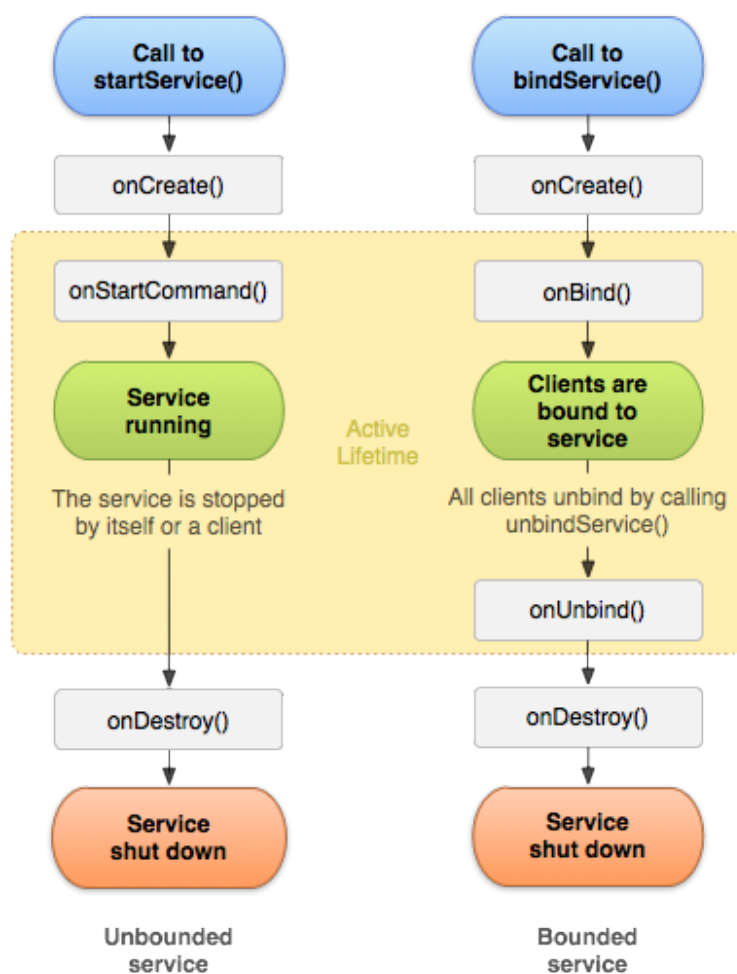 Call to
startService()
onCreate()
onStartCommand()
Service
running
The service is stopped
by itself or a client
onDestroy()
Service
shut down
Unbounded
service
Active
Lifetime
Call to
bindService()
onCreate()
onBind()
Clients are
bound to
service
All clients unbind by calling
unbindService()
onUnbind()
onDestroy()
Service
shut down
Bounded
service